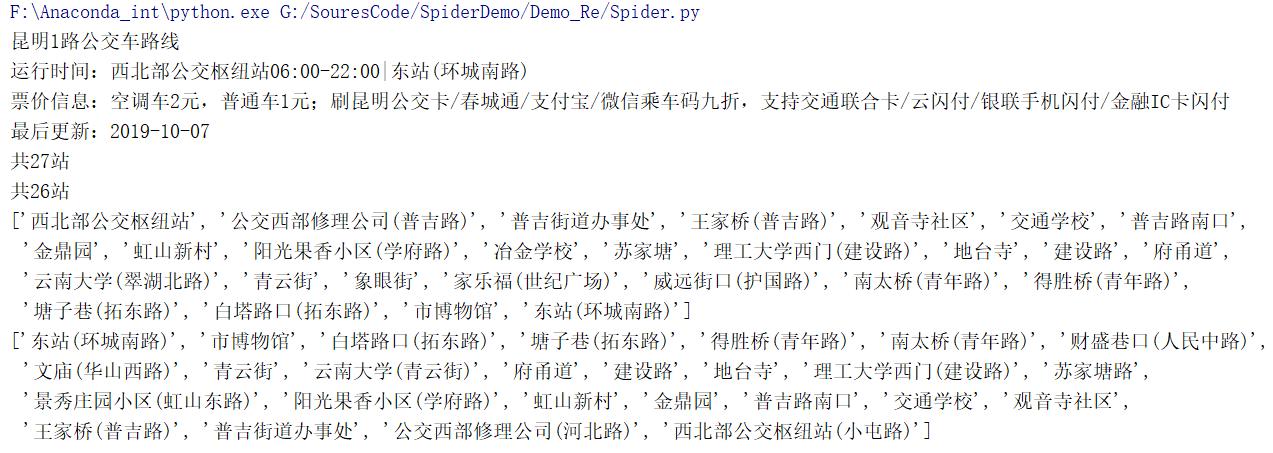 F:\Anaconda_int\python.exe G:/SouresCode/SpiderDemo/Demo_Re/Spider.py
昆明1路公交车路线
运行时间: 西北部公交枢纽站06:00-22:00|东站(环城南路)
票价信息: 空调车2元，普通车1元; 刷昆明公交卡/春城通/支付宝/微信乘车码九折，支持交通联合卡/云闪付/银联手机闪付/金融IC卡闪付
最后更新: 2019-10-07
共27站
共26站
['西北部公交枢纽站', '公交西部修理公司(普吉路)', '普吉街道办事处', '王家桥(普吉路)', '观音寺社区', '交通学校', '普吉路南口',
'金鼎园', '虹山新村', '阳光果香小区(学府路)', '冶金学校', '苏家塘', '理工大学西门(建设路)', '地台寺', '建设路', '府甬道',
'云南大学(翠湖北路)', '青云街', '象眼街', '家乐福(世纪广场)', '威远街口(护国路)', '南太桥(青年路)', '得胜桥(青年路)',
'塘子巷(拓东路)', '白塔路口(拓东路)', '市博物馆', '东站(环城南路)']
['东站(环城南路)', '市博物馆', '白塔路口(拓东路)', '塘子巷(拓东路)', '得胜桥(青年路)', '南太桥(青年路)', '财盛巷口(人民中路)',
'文庙(华山西路)', '青云街', '云南大学(青云街)', '府甬道', '建设路', '地台寺', '理工大学西门(建设路)', '苏家塘路',
'景秀庄园小区(虹山东路)', '阳光果香小区(学府路)', '虹山新村', '金鼎园', '普吉路南口', '交通学校', '观音寺社区',
'王家桥(普吉路)', '普吉街道办事处', '公交西部修理公司(河北路)', '西北部公交枢纽站(小屯路)']